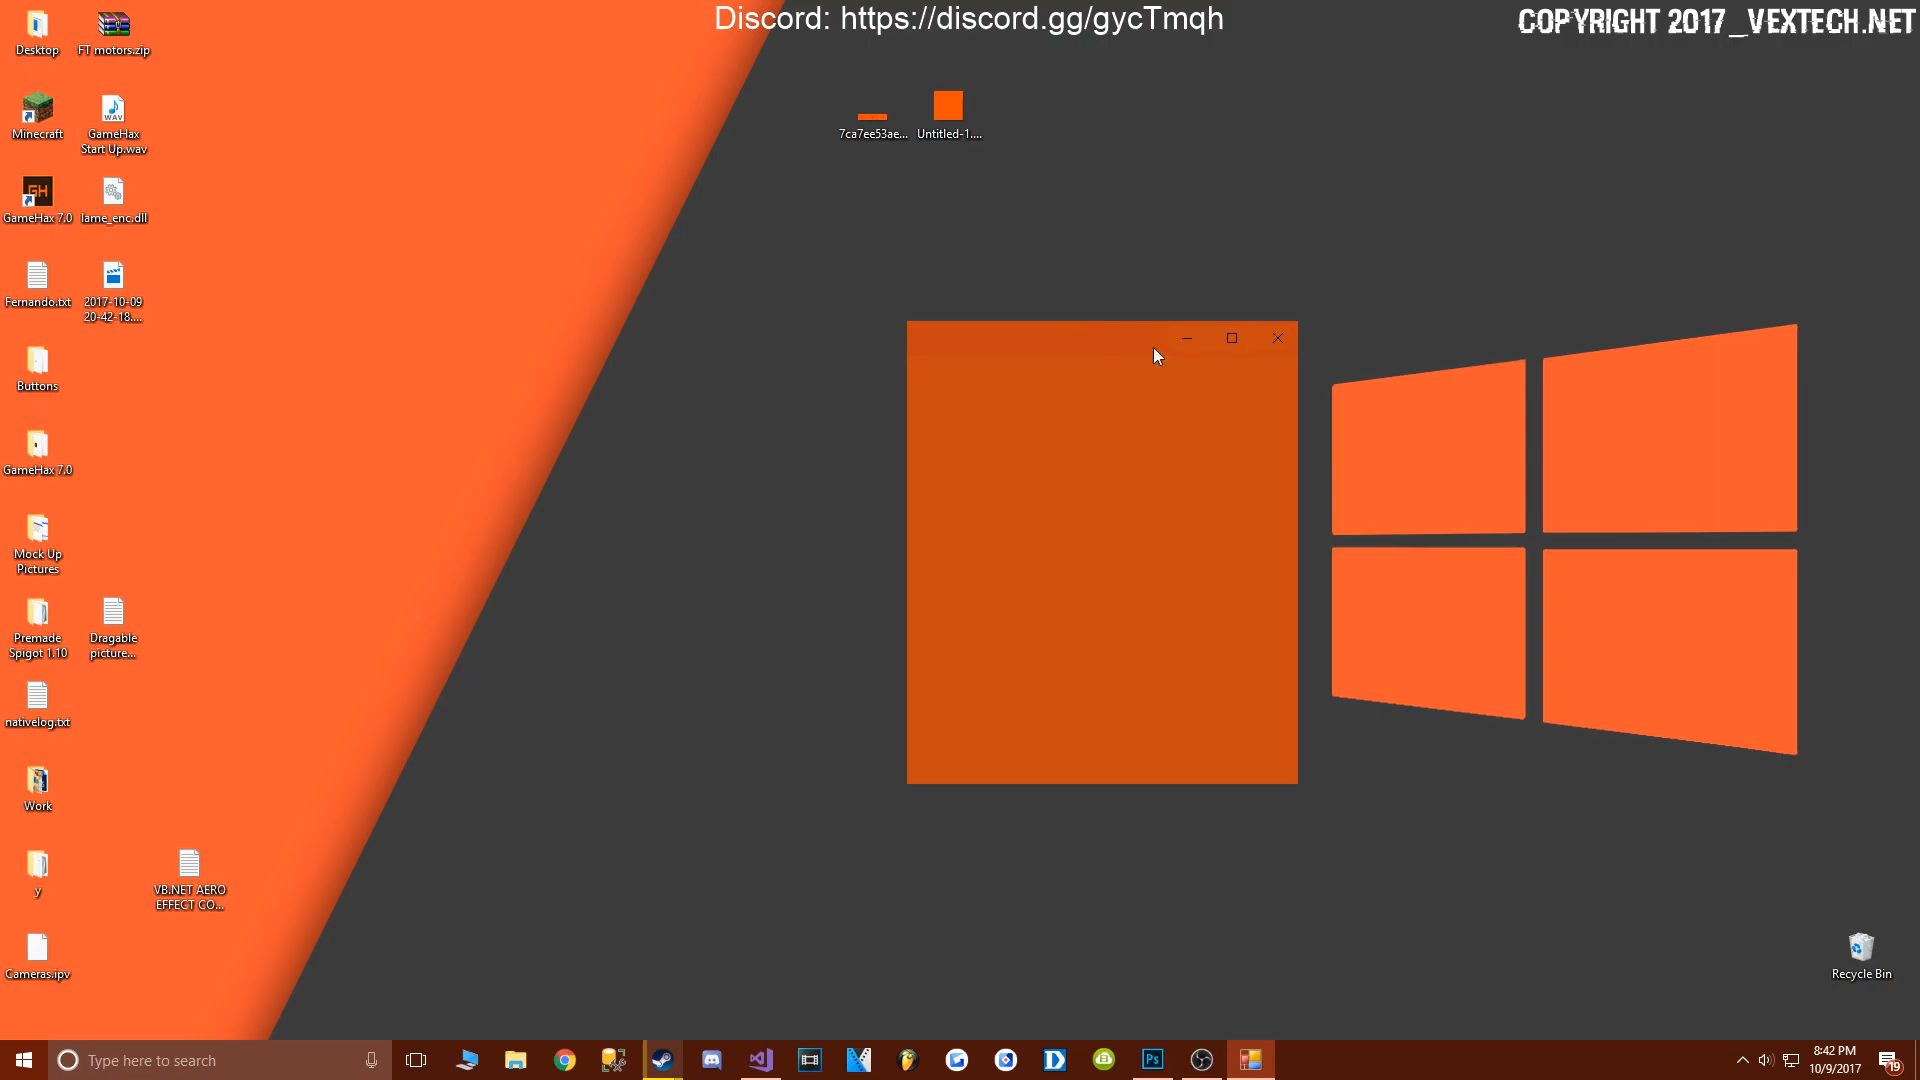 Discord: https://discord.gg/gycTmqh
COPYRIGHT 2017_VEXTECH.NET
Desktop
FT motors.zip
7ca7ee53ae...
Untitled-1....
Minecraft
WAV
GameHax
Start Up.wav
GH
GameHax 7.0
lame_enc.dll
Fernando.txt
2017-10-09
20-42-18....
Buttons
GameHax 7.0
Mock Up
Pictures
Premade
Spigot 1.10
Dragable
picture...
nativelog.txt
Work
y
VB.NET AERO
EFFECT CO...
Cameras.ipv
Recycle Bin
Type here to search
Ps
8:42 PM
10/9/2017
19